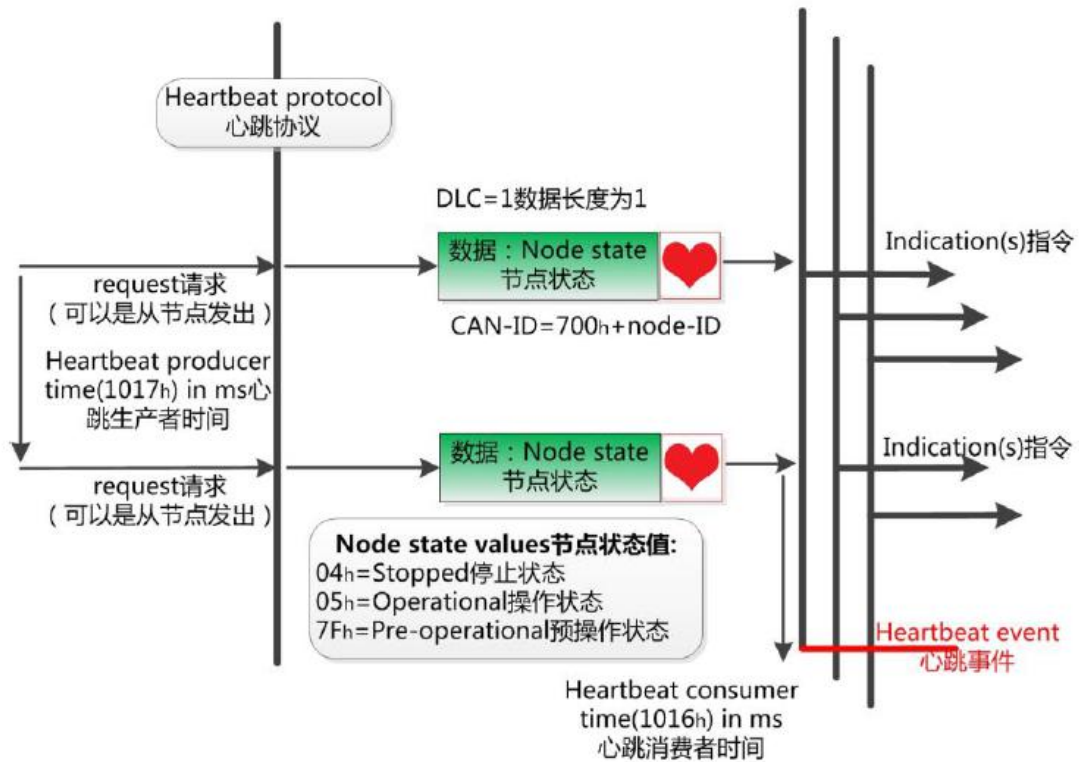 Heartbeat protocol
心跳协议
DLC=1数据长度为1
数据：Node state
节点状态
Indication(s)指令
request请求
（可以是从节点发出）
CAN-ID=700h+node-ID
Heartbeat producer
time(1017h) in ms心
跳生产者时间
数据：Node state
节点状态
Indication(s)指令
request请求
（可以是从节点发出）
Node state values节点状态值:
04h=Stopped停止状态
05h=Operational操作状态
7Fh=Pre-operational预操作状态
Heartbeat event
心跳事件
Heartbeat consumer
time(1016h) in ms
心跳消费者时间